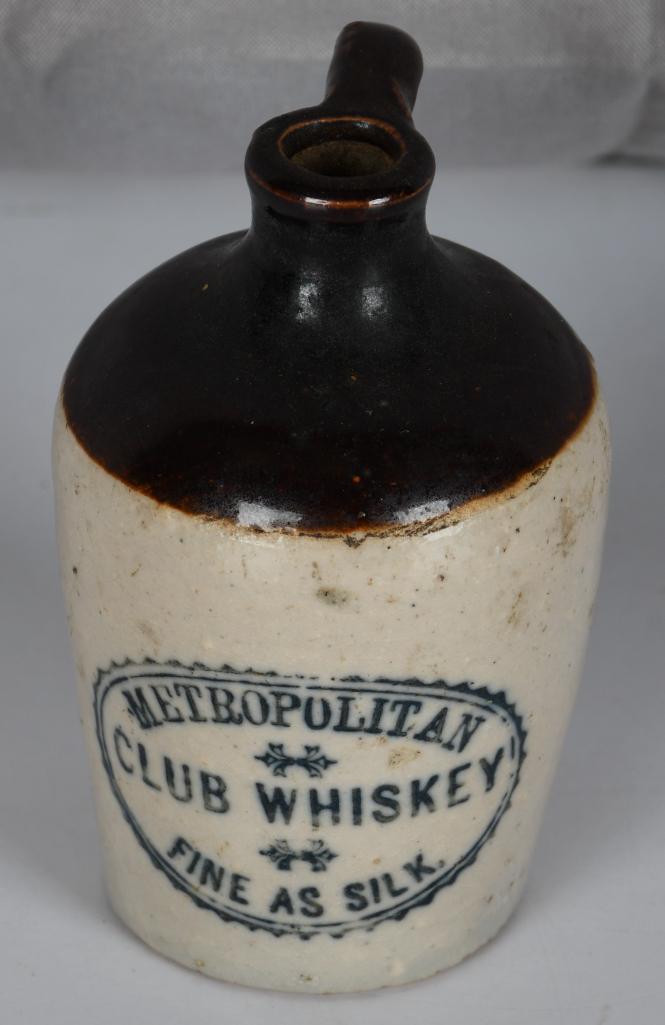 METROPOLITAN
CLUB WHISKEY
FINE AS SILK.